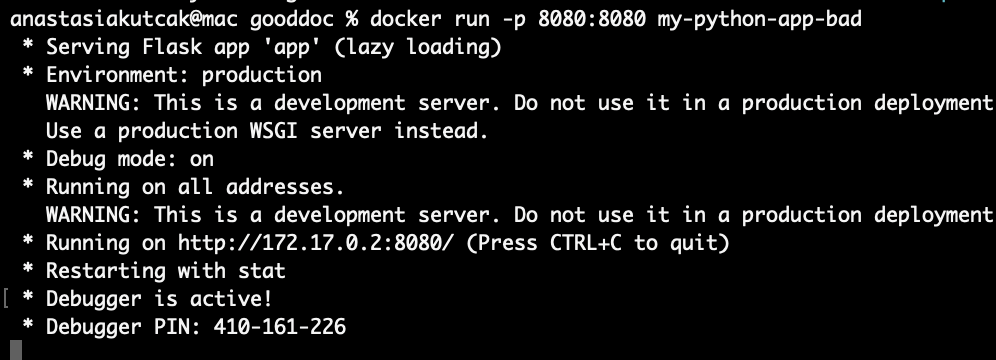 anastasiakutcak@mac gooddoc % docker run -p 8080:8080 my-python-app-bad
* Serving Flask app 'app' (lazy loading)
* Environment: production
WARNING: This is a development server. Do not use it in a production deployment
Use a production WSGI server instead.
* Debug mode: on
* Running on all addresses.
WARNING: This is a development server. Do not use it in a production deployment
* Running on http://172.17.0.2:8080/ (Press CTRL+C to quit)
* Restarting with stat
[ * Debugger is active!
* Debugger PIN: 410-161-226